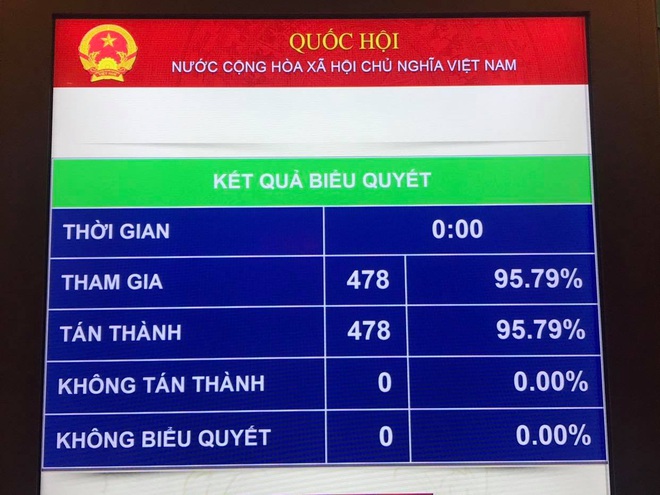 QUỐC HỘI
NƯỚC CỘNG HÒA XÃ HỘI CHỦ NGHĨA VIỆT NAM
KẾT QUẢ BIỂU QUYẾT
THỜI GIAN 0:00
THAM GIA 478 95.79%
TÁN THÀNH 478 95.79%
KHÔNG TÁN THÀNH 0 0.00%
KHÔNG BIỂU QUYẾT 0 0.00%